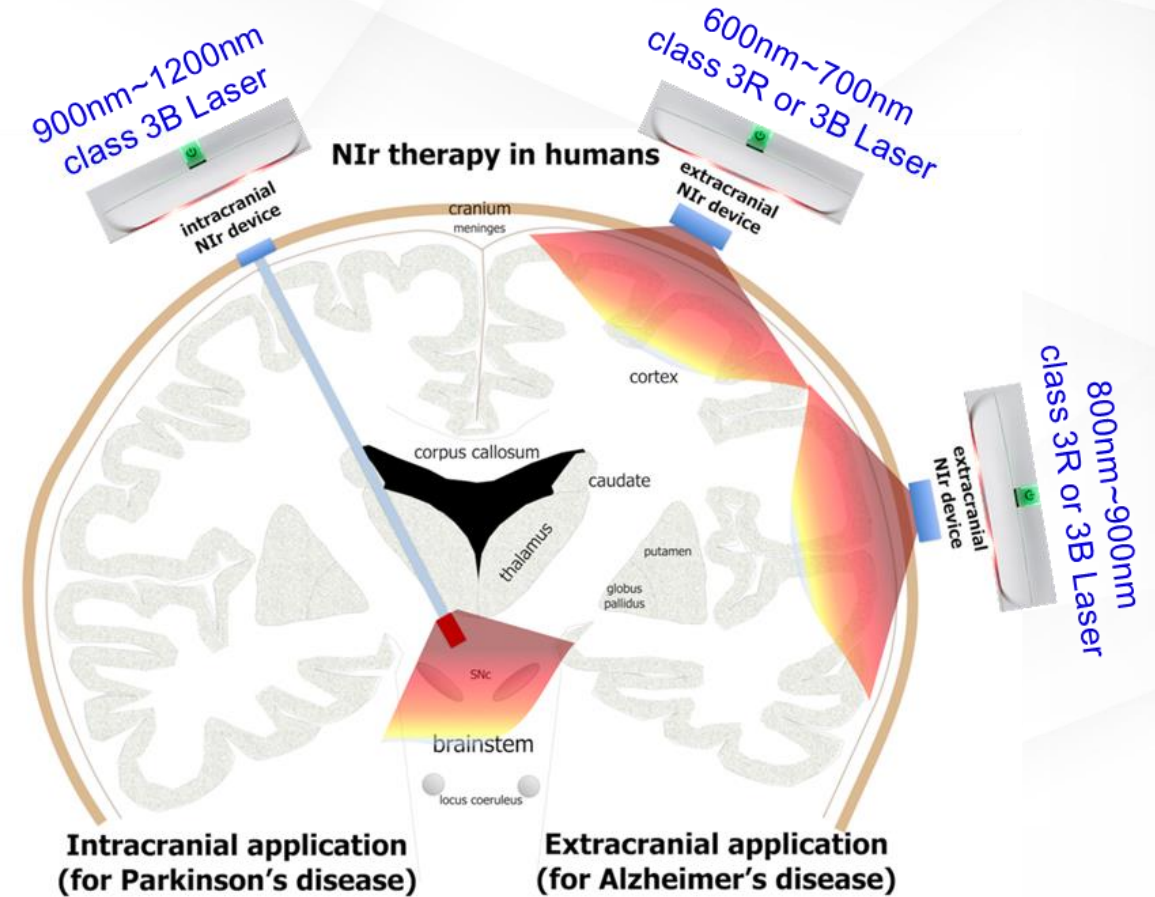 900nm~1200nm
class 3B Laser
600nm~700nm
class 3R or 3B Laser
NIr therapy in humans
intracranial
NIr device
extracranial
NIr device
cranium
meninges
cortex
800nm~900nm
class 3R or 3B Laser
extracranial
NIr device
corpus callosum
caudate
thalamus
putamen
globus
pallidus
SNc
brainstem
locus coeruleus
Intracranial application
(for Parkinson's disease)
Extracranial application
(for Alzheimer's disease)